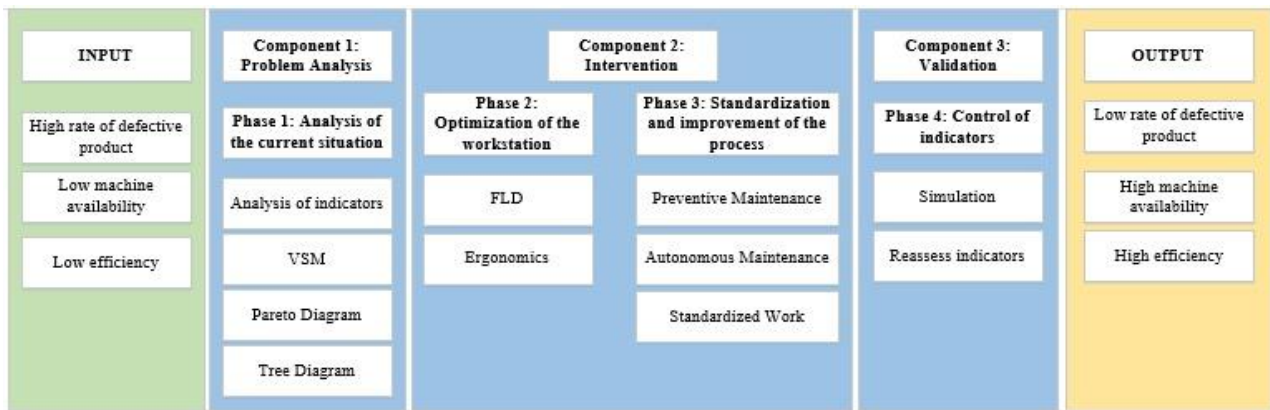 INPUT
High rate of defective
product
Low machine
availability
Low efficiency
Component 1:
Problem Analysis
Phase 1: Analysis of
the current situation
Analysis of indicators
VSM
Pareto Diagram
Tree Diagram
Component 2:
Intervention
Phase 2:
Optimization of the
workstation
FLD
Ergonomics
Phase 3: Standardization
and improvement of the
process
Preventive Maintenance
Autonomous Maintenance
Standardized Work
Component 3:
Validation
Phase 4: Control of
indicators
Simulation
Reassess indicators
OUTPUT
Low rate of defective
product
High machine
availability
High efficiency